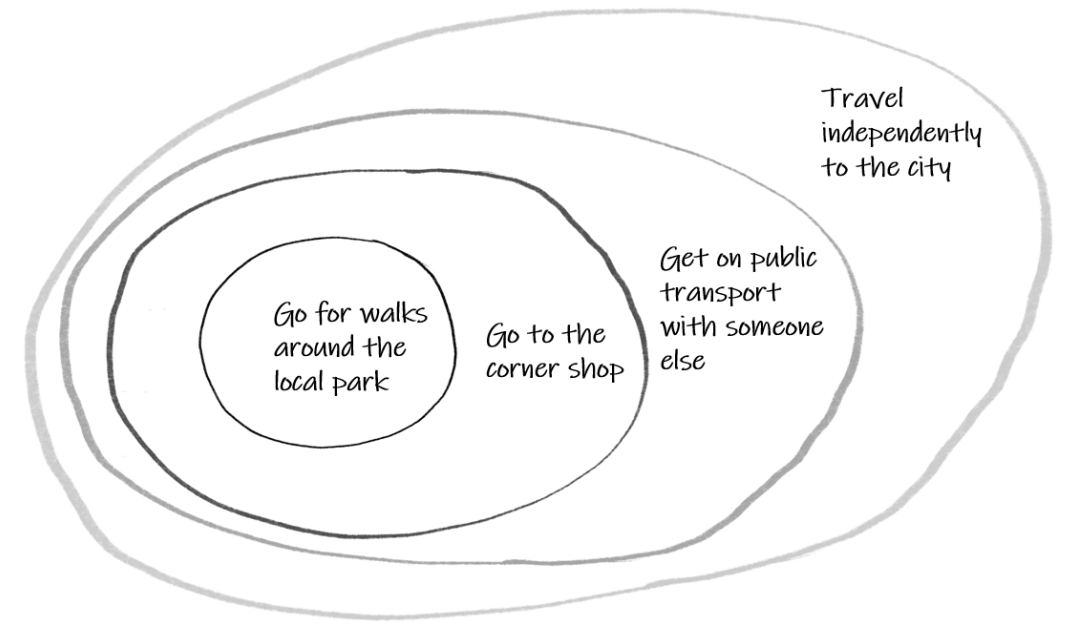 Go for walks
around the
local park
Go to the
corner shop
Get on public
transport
with someone
else
Travel
independently
to the city